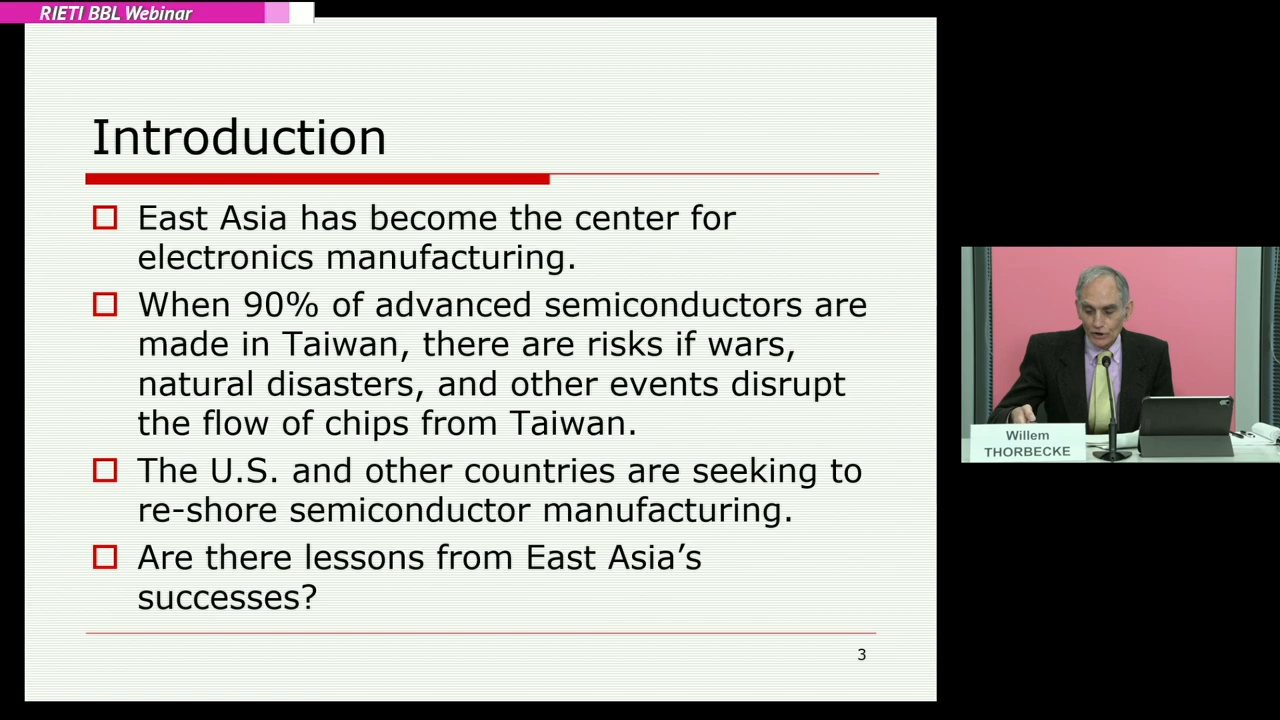 RIETI BBL Webinar
Introduction
East Asia has become the center for
electronics manufacturing.
When 90% of advanced semiconductors are
made in Taiwan, there are risks if wars,
natural disasters, and other events disrupt
the flow of chips from Taiwan.
The U.S. and other countries are seeking to
re-shore semiconductor manufacturing.
Are there lessons from East Asia’s
successes?
3
Willem
THORBECKE